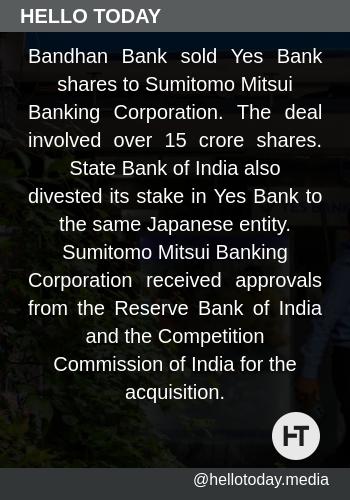 HELLO TODAY
Bandhan Bank sold Yes Bank
shares to Sumitomo Mitsui
Banking Corporation. The deal
involved over 15 crore shares.
State Bank of India also
divested its stake in Yes Bank to
the same Japanese entity.
Sumitomo Mitsui Banking
Corporation received approvals
from the Reserve Bank of India
and the Competition
Commission of India for the
acquisition.
HT
@hellotoday.media